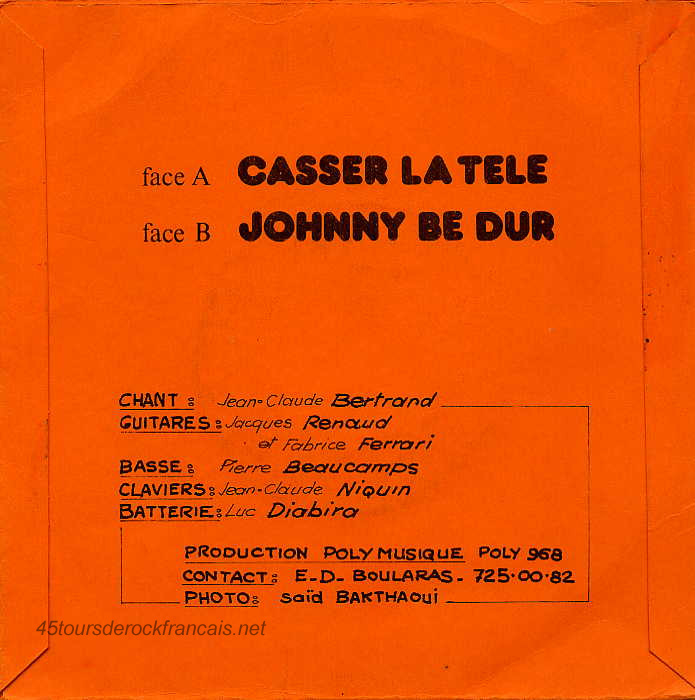 face A CASSER LA TELE
face B JOHNNY BE DUR
CHANT: Jean-Claude Bertrand
GUITARES: Jacques Renaud
et Fabrice Ferrari
BASSE: Pierre Beaucamps
CLAVIERS: Jean-Claude Niquin
BATTERIE: Luc Diabira
PRODUCTION POLY MUSIQUE POLY 968
CONTACT: E-D- BOULARAS- 725.00.82
PHOTO: saïd BAKTHAOUi
45toursderockfrancais.net